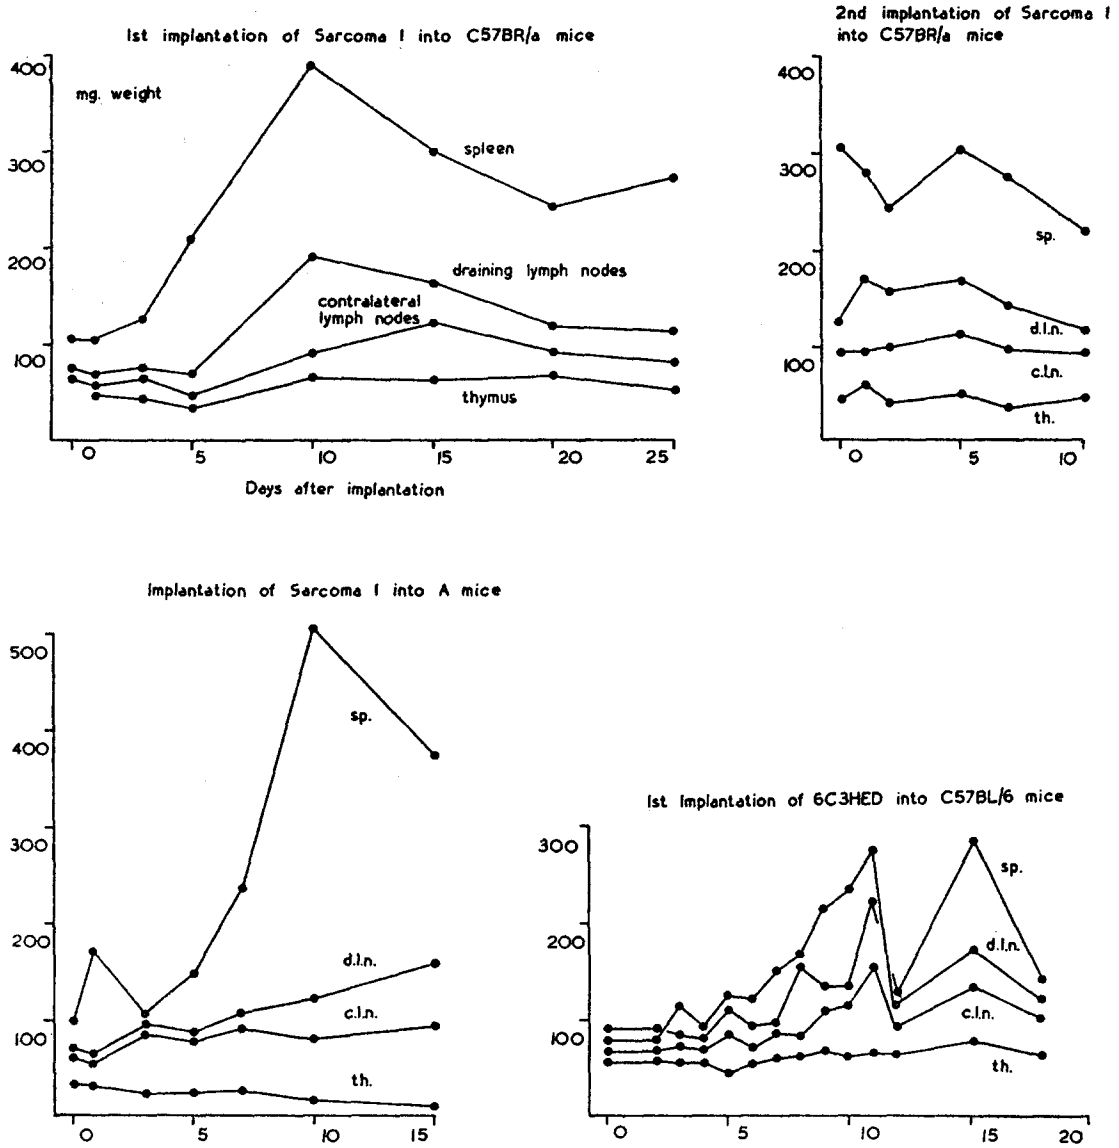 1st implantation of Sarcoma I into C57BR/a mice
400
mg. weight
300
spleen
200
draining lymph nodes
contralateral
lymph nodes
100
thymus
0 5 10 15 20 25
Days after implantation
2nd implantation of Sarcoma I
into C57BR/a mice
400
300
sp.
200
d.l.n.
100
c.l.n.
th.
0 5 10
Implantation of Sarcoma I into A mice
500
sp.
400
300
200
d.l.n.
c.l.n.
100
th.
0 5 10 15
1st Implantation of 6C3HED into C57BL/6 mice
300
sp.
200
d.l.n.
c.l.n.
100
th.
0 5 10 15 20